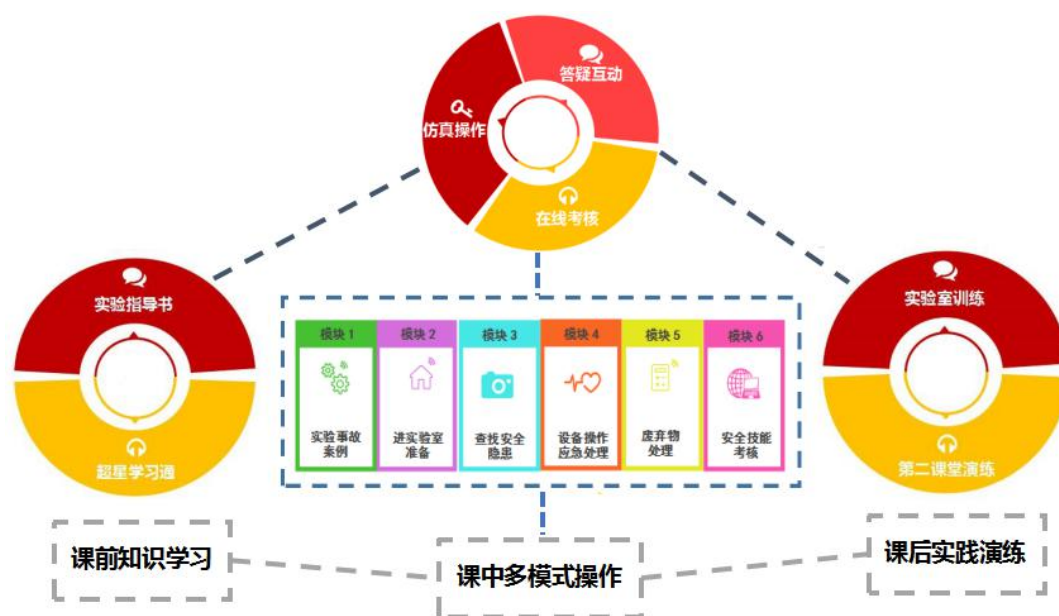 答疑互动
仿真操作
在线考核
实验指导书
超星学习通
实验室训练
第二课堂演练
模块 1
实验事故
案例
模块 2
进实验室
准备
模块 3
查找安全
隐患
模块 4
设备操作
应急处理
模块 5
废弃物
处理
模块 6
安全技能
考核
课前知识学习
课中多模式操作
课后实践演练